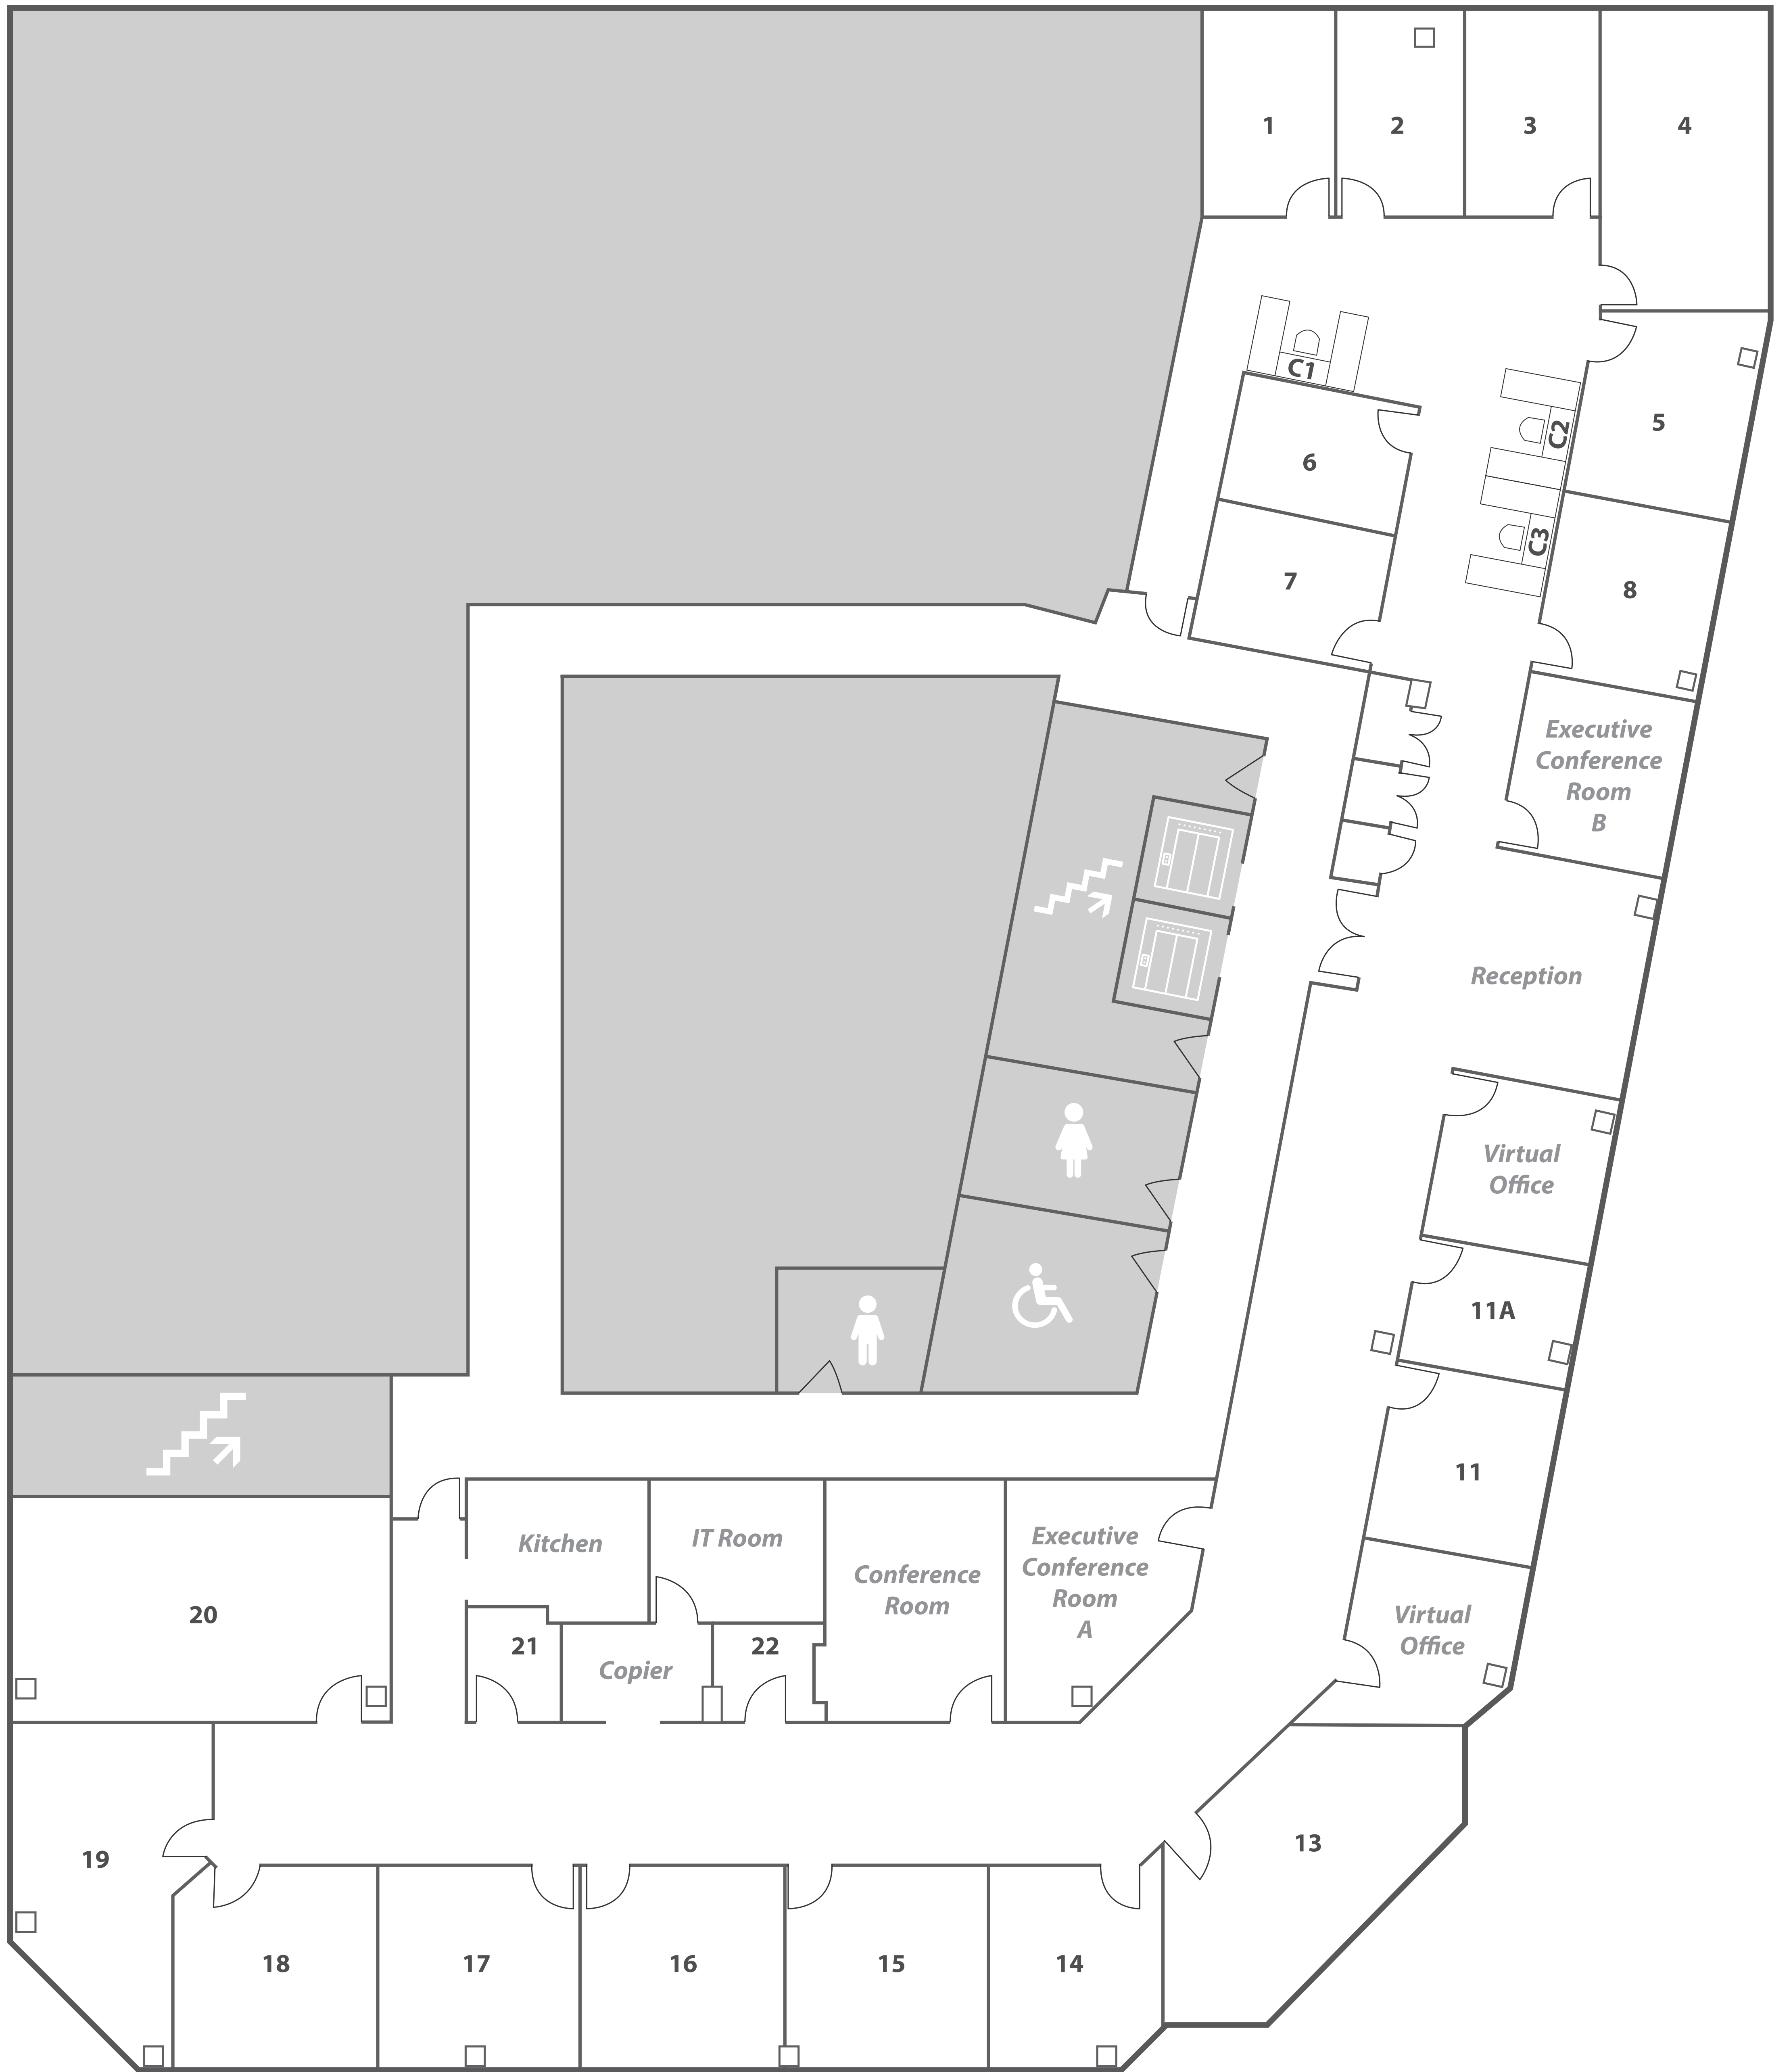 1
2
3
4
C1
C2
5
6
C3
7
8
Executive
Conference
Room
B
Reception
Virtual
Office
11A
11
Kitchen
IT Room
Conference
Room
Executive
Conference
Room
A
20
21
Copier
22
Virtual
Office
19
13
18
17
16
15
14